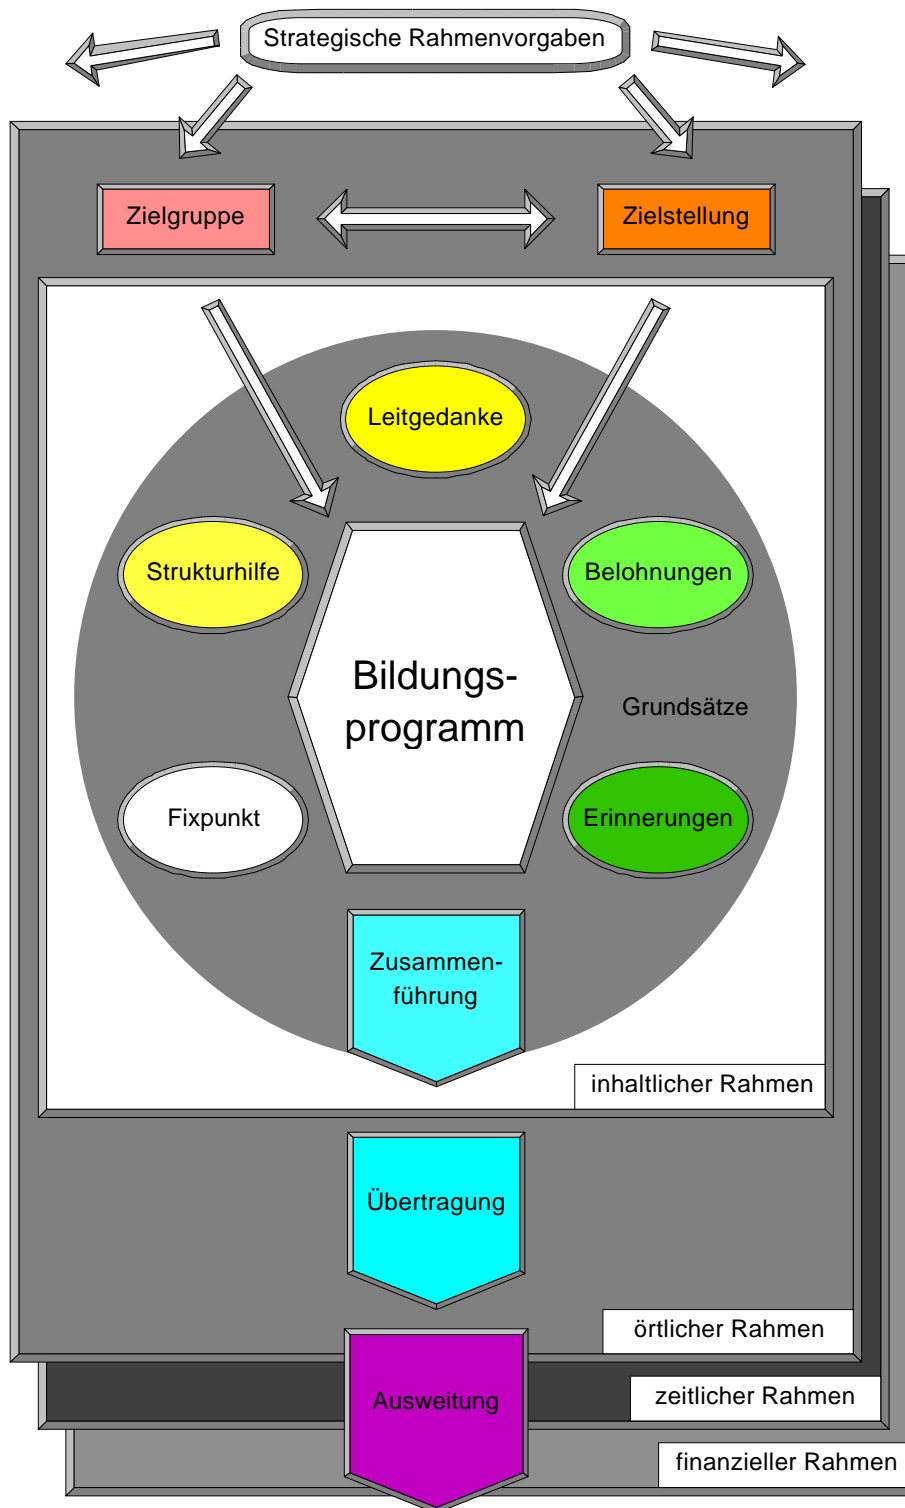 Strategische Rahmenvorgaben
Zielgruppe
Zielstellung
Leitgedanke
Strukturhilfe
Belohnungen
Bildungs-
programm
Grundsätze
Fixpunkt
Erinnerungen
Zusammen-
führung
inhaltlicher Rahmen
Übertragung
örtlicher Rahmen
zeitlicher Rahmen
Ausweitung
finanzieller Rahmen